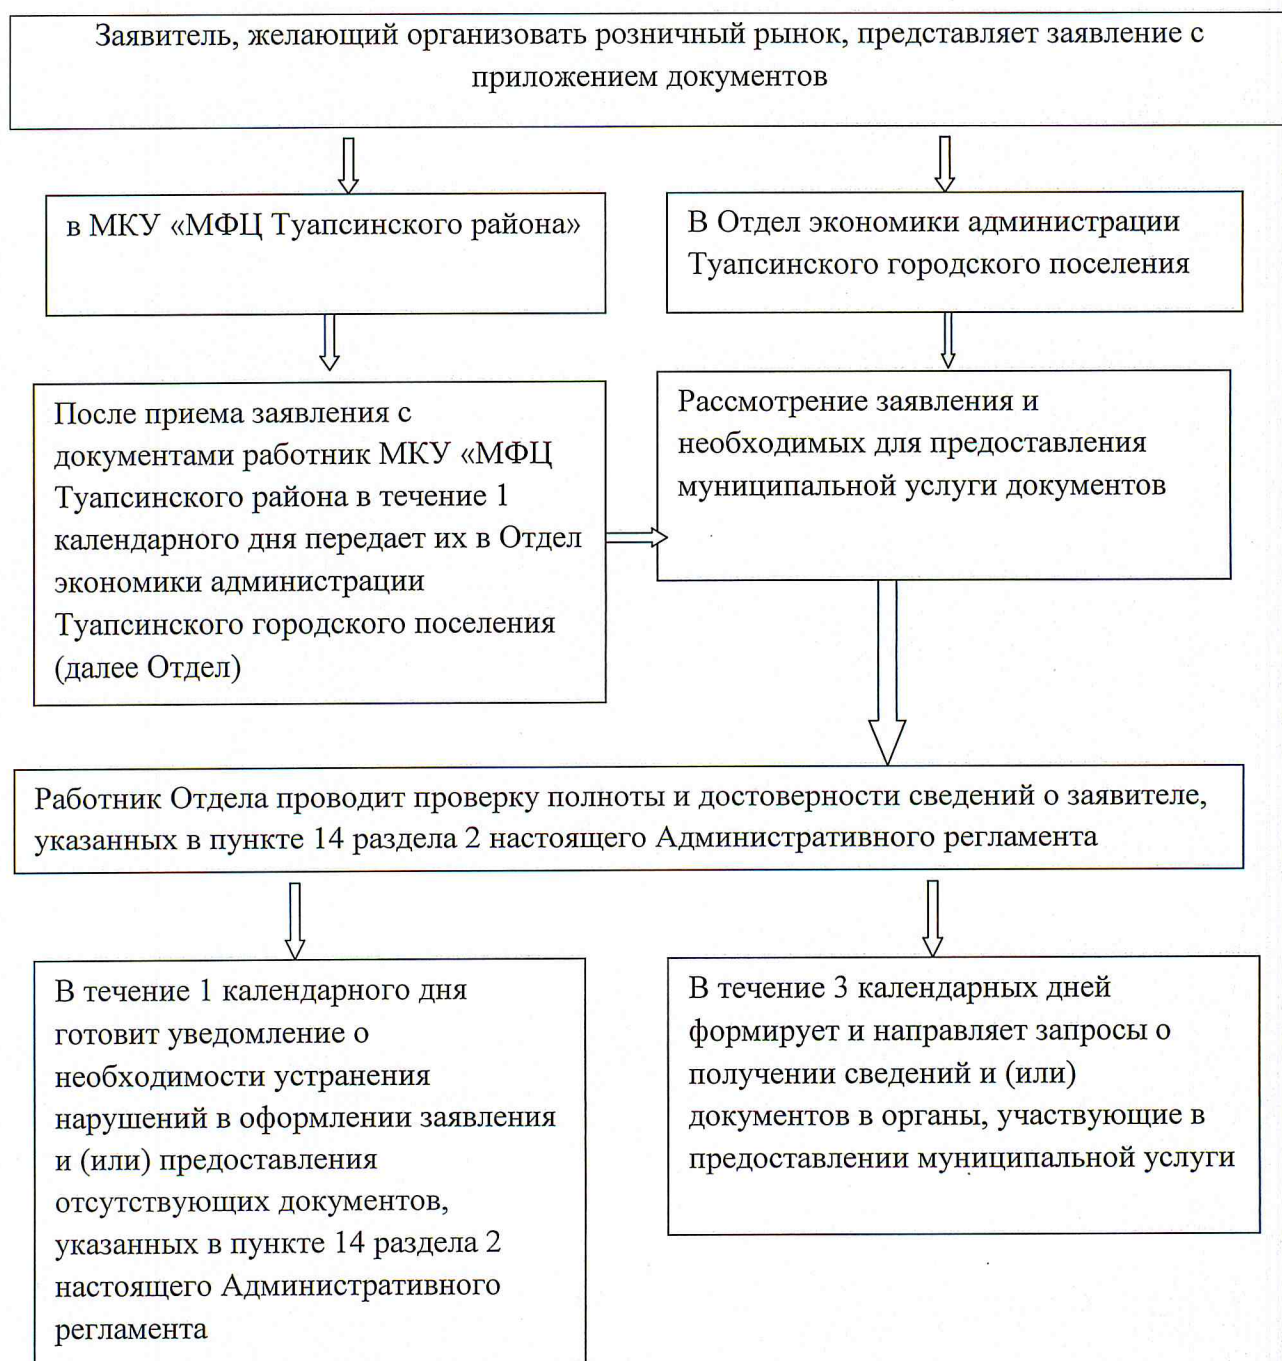 Заявитель, желающий организовать розничный рынок, представляет заявление с
приложением документов
в МКУ «МФЦ Туапсинского района»
В Отдел экономики администрации
Туапсинского городского поселения
После приема заявления с
документами работник МКУ «МФЦ
Туапсинского района в течение 1
календарного дня передает их в Отдел
экономики администрации
Туапсинского городского поселения
(далее Отдел)
Рассмотрение заявления и
необходимых для предоставления
муниципальной услуги документов
Работник Отдела проводит проверку полноты и достоверности сведений о заявителе,
указанных в пункте 14 раздела 2 настоящего Административного регламента
В течение 1 календарного дня
готовит уведомление о
необходимости устранения
нарушений в оформлении заявления
и (или) предоставления
отсутствующих документов,
указанных в пункте 14 раздела 2
настоящего Административного
регламента
В течение 3 календарных дней
формирует и направляет запросы о
получении сведений и (или)
документов в органы, участвующие в
предоставлении муниципальной услуги